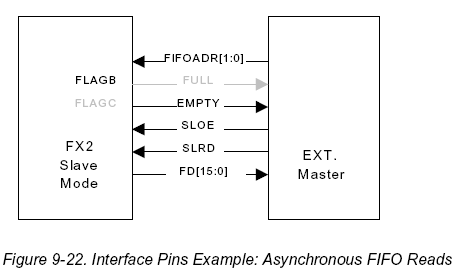 FIFOADR[1:0]
FLAGB FULL
FLAGC EMPTY
SLOE
SLRD
FD[15:0]
FX2
Slave
Mode
EXT.
Master
Figure 9-22. Interface Pins Example: Asynchronous FIFO Reads